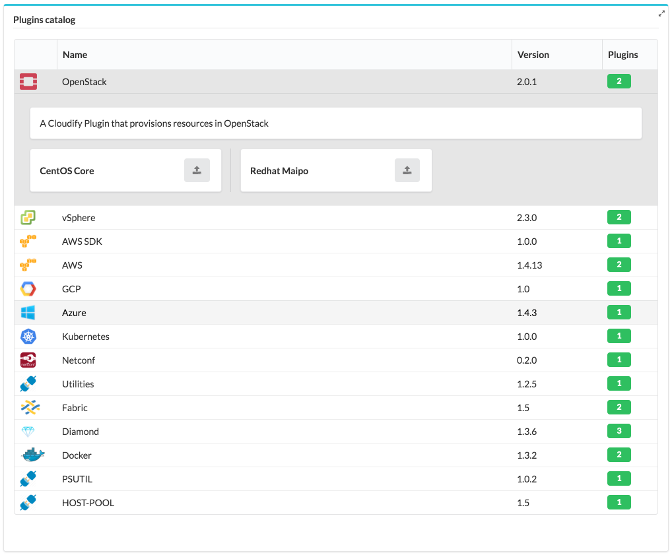 Plugins catalog
Name Version Plugins
OpenStack 2.0.1 2
A Cloudify Plugin that provisions resources in OpenStack
CentOS Core Redhat Maipo
vSphere 2.3.0 2
AWS SDK 1.0.0 1
AWS 1.4.13 2
GCP 1.0 1
Azure 1.4.3 1
Kubernetes 1.0.0 1
Netconf 0.2.0 1
Utilities 1.2.5 1
Fabric 1.5 2
Diamond 1.3.6 3
Docker 1.3.2 2
PSUTIL 1.0.2 1
HOST-POOL 1.5 1